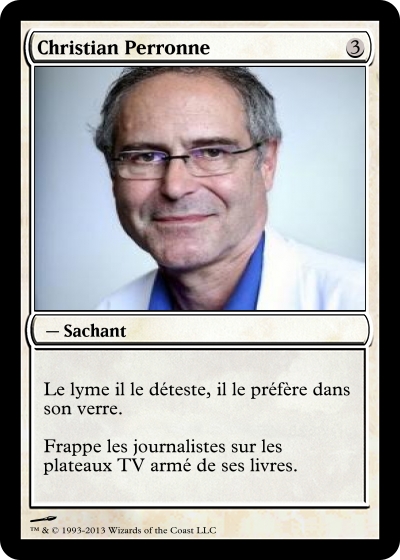 Christian Perronne 3
— Sachant
Le lyme il le déteste, il le préfère dans
son verre.
Frappe les journalistes sur les
plateaux TV armé de ses livres.
™ & © 1993-2013 Wizards of the Coast LLC